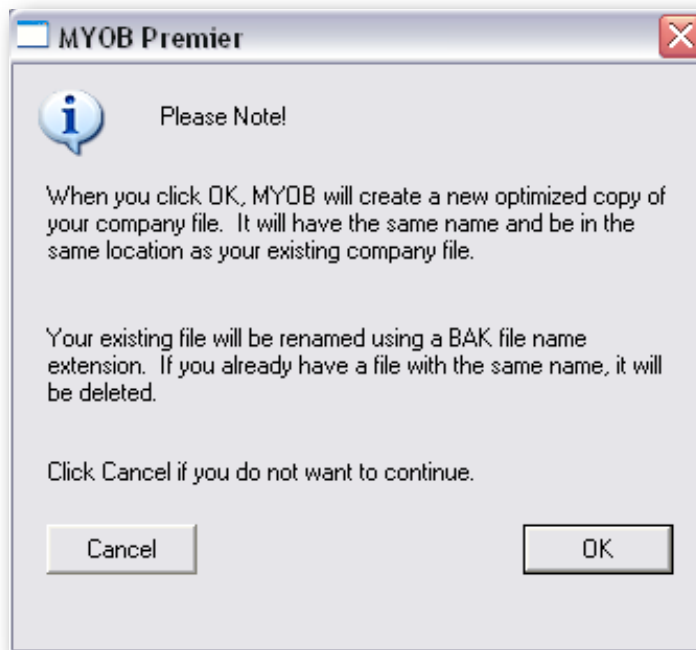 MYOB Premier
Please Note!
When you click OK, MYOB will create a new optimized copy of
your company file.  It will have the same name and be in the
same location as your existing company file.
Your existing file will be renamed using a BAK file name
extension.  If you already have a file with the same name, it will
be deleted.
Click Cancel if you do not want to continue.
Cancel
OK